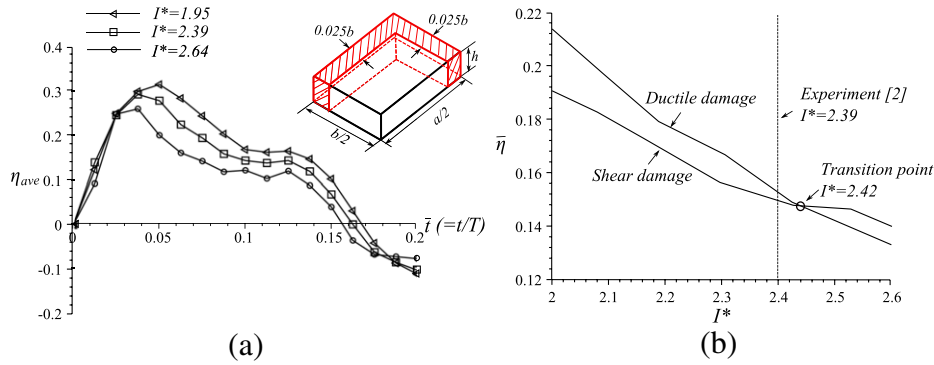 (a)
I*=1.95
I*=2.39
I*=2.64
0.4
0.3
0.2
0.1
0
-0.1
-0.2
η_ave
0
0.05
0.1
0.15
0.2
t̄ (=t/T)
0.025b
0.025b
h
b/2
a/2
(a)
(b)
0.22
0.2
0.18
η̄
0.16
0.14
0.12
2
2.1
2.2
2.3
2.4
2.5
2.6
I*
Ductile damage
Shear damage
Experiment [2]
I*=2.39
Transition point
I*=2.42
(b)